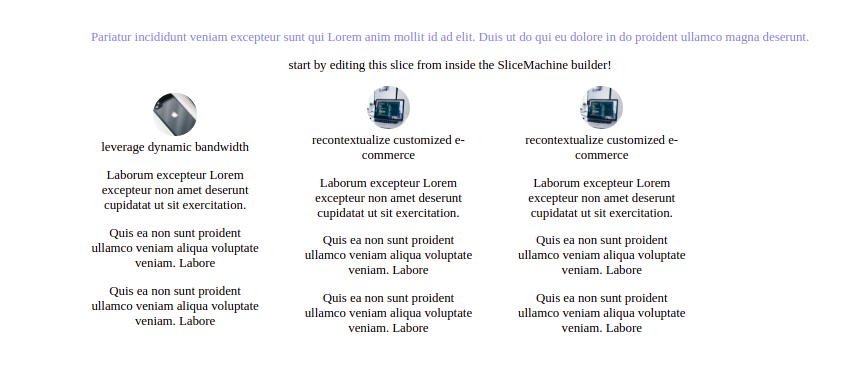 Pariatur incididunt veniam excepteur sunt qui Lorem anim mollit id ad elit. Duis ut do qui eu dolore in do proident ullamco magna deserunt.
start by editing this slice from inside the SliceMachine builder!
leverage dynamic bandwidth
Laborum excepteur Lorem
excepteur non amet deserunt
cupidatat ut sit exercitation.
Quis ea non sunt proident
ullamco veniam aliqua voluptate
veniam. Labore
Quis ea non sunt proident
ullamco veniam aliqua voluptate
veniam. Labore
recontextualize customized e-
commerce
Laborum excepteur Lorem
excepteur non amet deserunt
cupidatat ut sit exercitation.
Quis ea non sunt proident
ullamco veniam aliqua voluptate
veniam. Labore
Quis ea non sunt proident
ullamco veniam aliqua voluptate
veniam. Labore
recontextualize customized e-
commerce
Laborum excepteur Lorem
excepteur non amet deserunt
cupidatat ut sit exercitation.
Quis ea non sunt proident
ullamco veniam aliqua voluptate
veniam. Labore
Quis ea non sunt proident
ullamco veniam aliqua voluptate
veniam. Labore